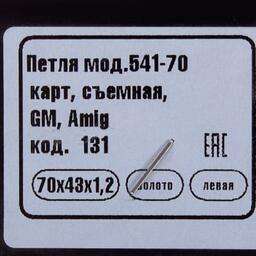 Петля мод.541-70
карт, съемная,
GM, Amig
код. 131
EAC
70x43x1,2 золото левая